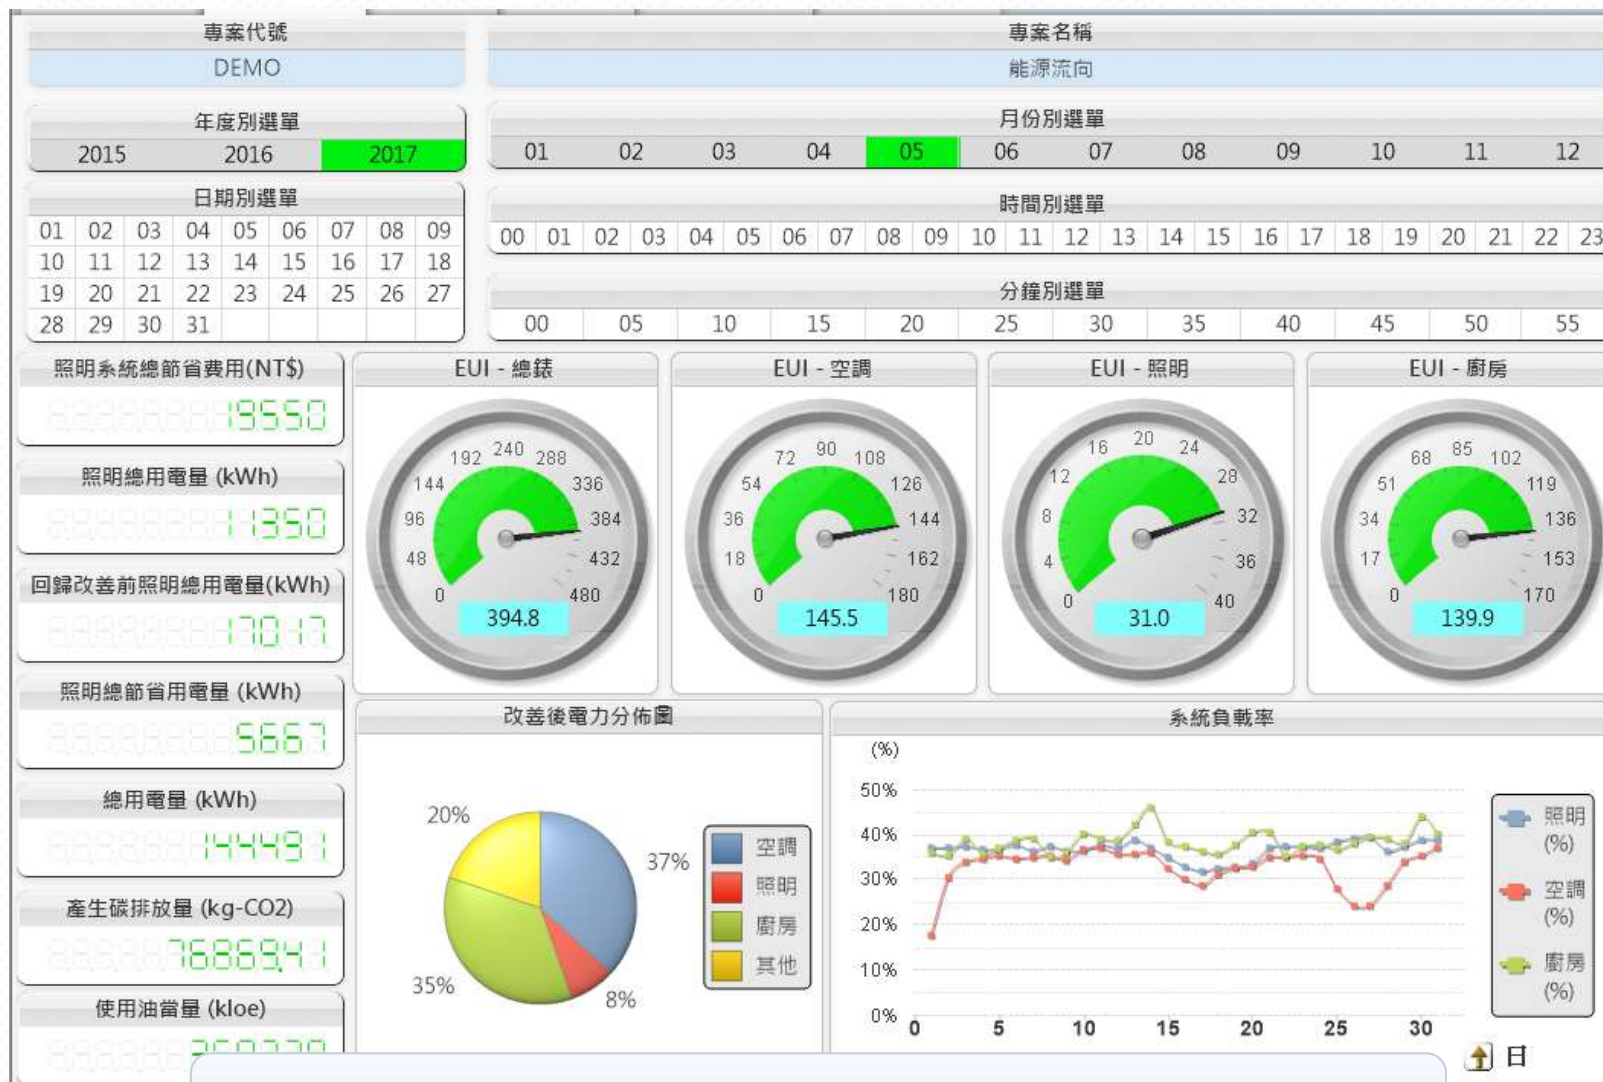 專案代號
DEMO
專案名稱
能源流向
年度別選單
2015 2016 2017
月份別選單
01 02 03 04 05 06 07 08 09 10 11 12
日期別選單
01 02 03 04 05 06 07 08 09
10 11 12 13 14 15 16 17 18
19 20 21 22 23 24 25 26 27
28 29 30 31
時間別選單
00 01 02 03 04 05 06 07 08 09 10 11 12 13 14 15 16 17 18 19 20 21 22 23
分鐘別選單
00 05 10 15 20 25 30 35 40 45 50 55
照明系統總節省費用(NT$)
19550
照明總用電量 (kWh)
11350
回歸改善前照明總用電量(kWh)
17017
照明總節省用電量 (kWh)
5667
總用電量 (kWh)
144491
產生碳排放量 (kg-CO2)
76869.41
使用油當量 (kloe)
EUI - 總錶
0 48 96 144 192 240 288 336 384 432 480
394.8
EUI - 空調
0 18 36 54 72 90 108 126 144 162 180
145.5
EUI - 照明
0 4 8 12 16 20 24 28 32 36 40
31.0
EUI - 廚房
0 17 34 51 68 85 102 119 136 153 170
139.9
改善後電力分佈圖
20%
37%
35%
8%
空調
照明
廚房
其他
系統負載率
(%)
50%
40%
30%
20%
10%
0%
0 5 10 15 20 25 30
照明
(%)
空調
(%)
廚房
(%)
日